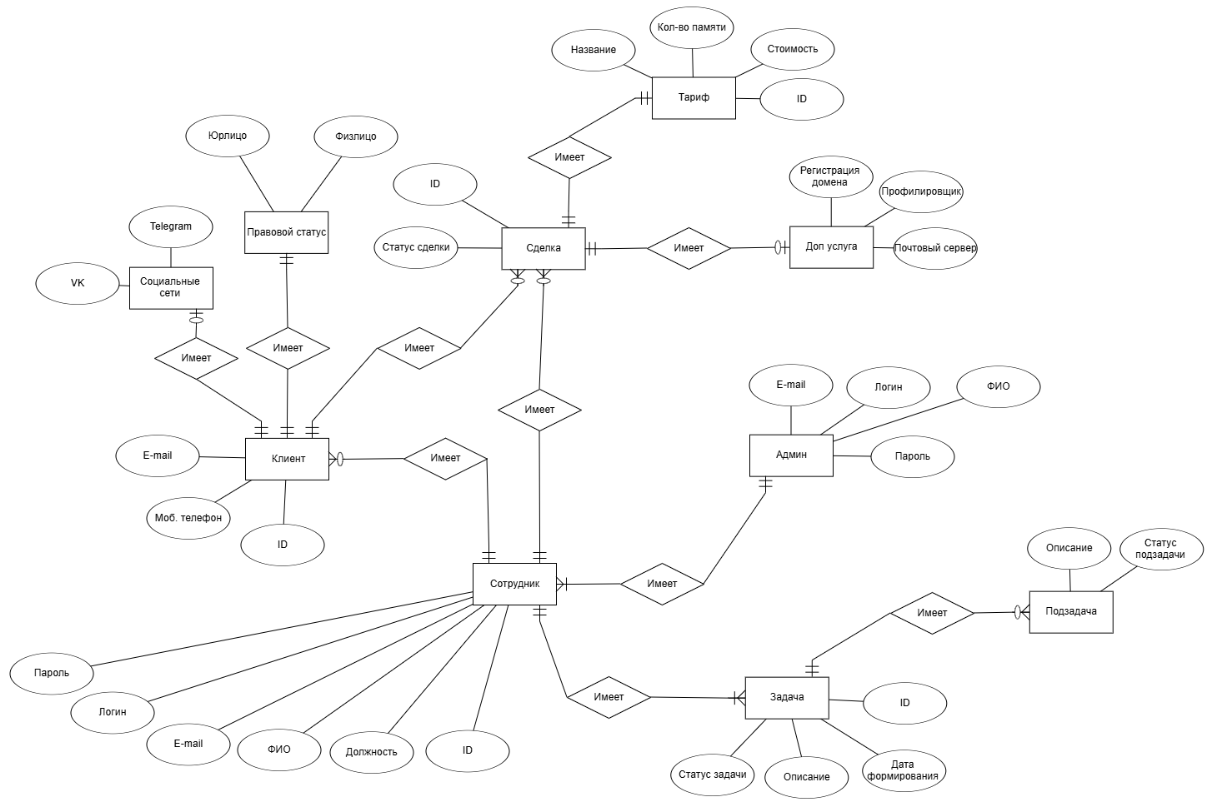 Кол-во памяти
Название
Стоимость
Тариф
ID
Юрлицо
Физлицо
Имеет
Регистрация
домена
ID
Профилировщик
Telegram
Правовой статус
Статус сделки
Сделка
Имеет
Доп услуга
Почтовый сервер
VK
Социальные
сети
Имеет
Имеет
Имеет
E-mail
Логин
ФИО
Имеет
E-mail
Клиент
Имеет
Админ
Пароль
Моб. телефон
ID
Описание
Статус
подзадачи
Сотрудник
Имеет
Имеет
Подзадача
Пароль
Имеет
Задача
ID
Логин
E-mail
ФИО
Должность
ID
Статус задачи
Описание
Дата
формирования